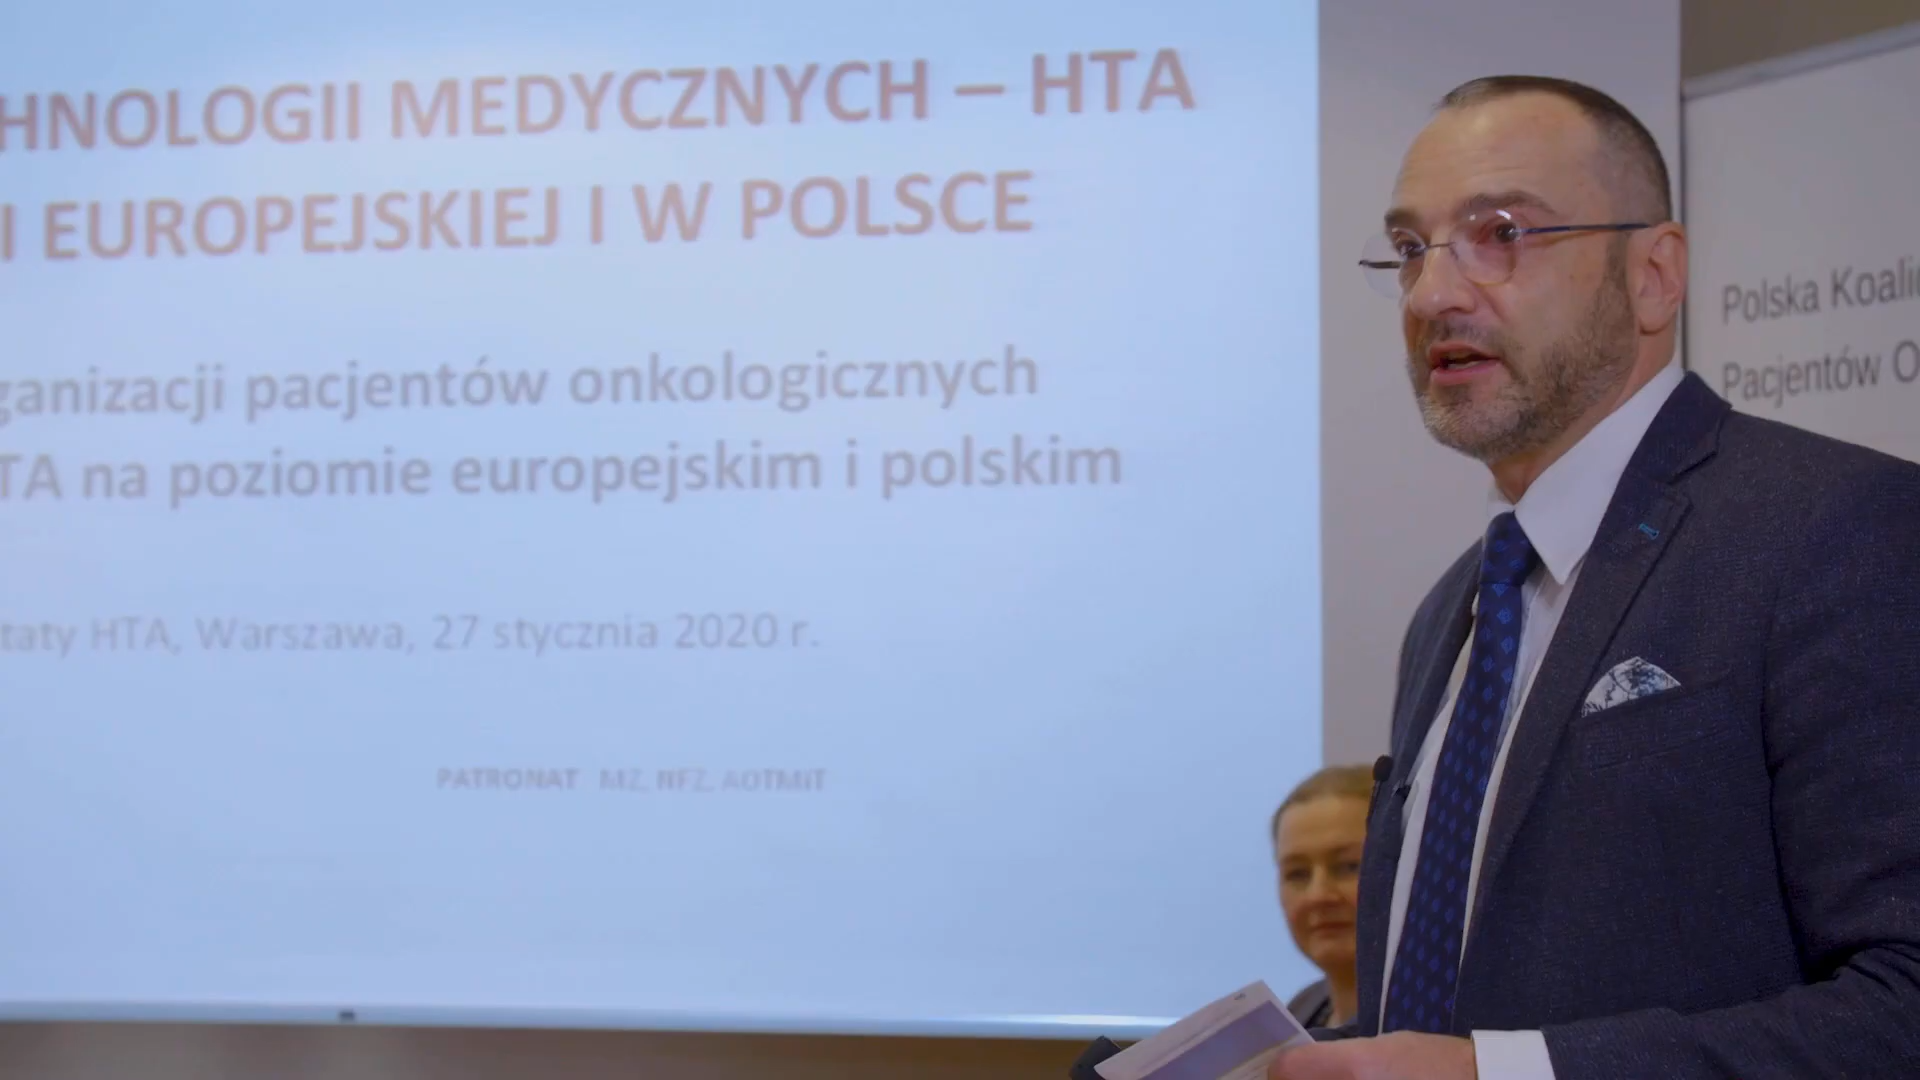 HNOLOGII MEDYCZNYCH – HTA
I EUROPEJSKIEJ I W POLSCE
ganizacji pacjentów onkologicznych
TA na poziomie europejskim i polskim
taty HTA, Warszawa, 27 stycznia 2020 r.
PATRONAT MZ, NFZ, AOTMiT
Polska Koalic
Pacjentów O